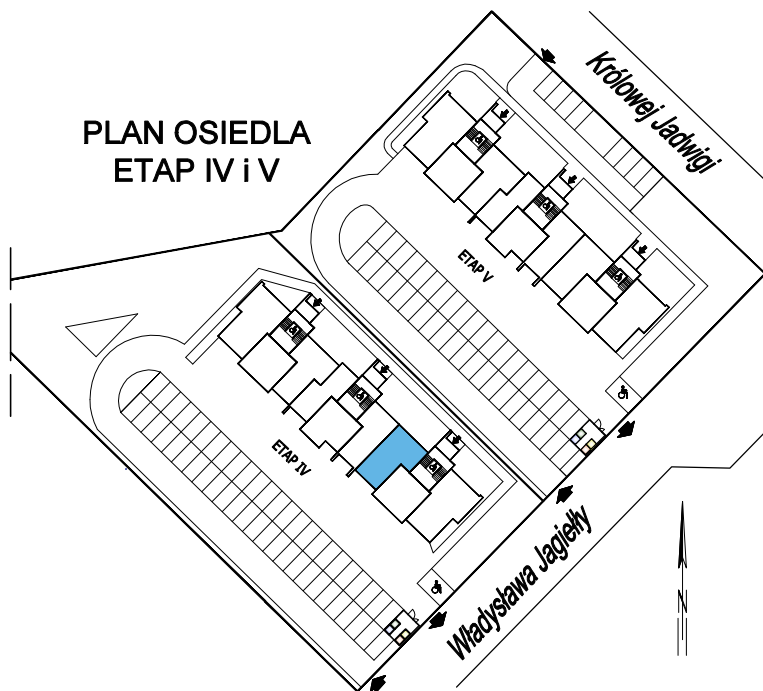 PLAN OSIEDLA
ETAP IV i V
Królowej Jadwigi
ETAP V
ETAP IV
Władysława Jagiełły
N